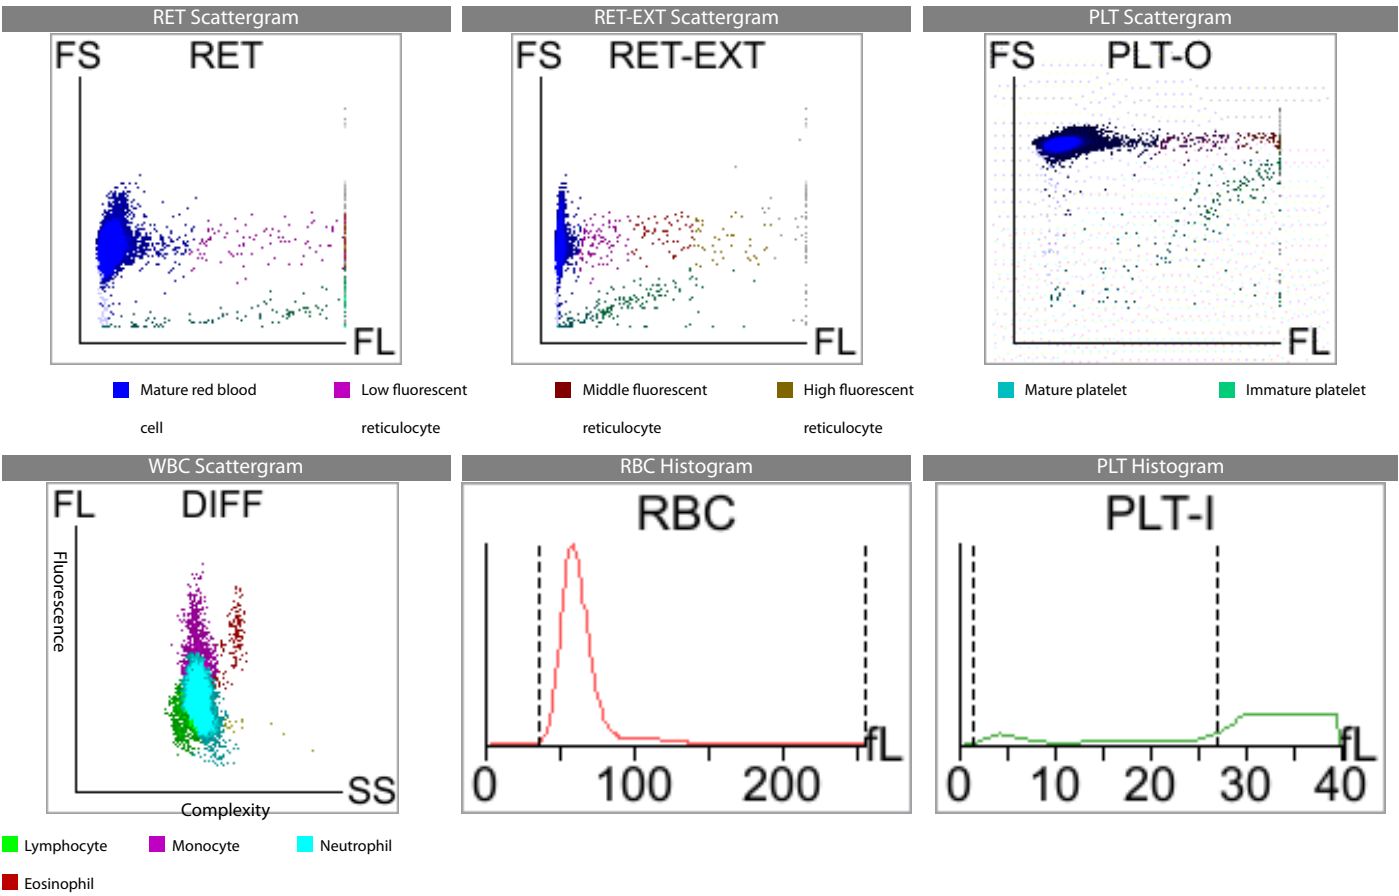 RET Scattergram
RET-EXT Scattergram
PLT Scattergram
FS RET
FL
FS RET-EXT
FL
FS PLT-O
FL
Mature red blood
cell
Low fluorescent
reticulocyte
Middle fluorescent
reticulocyte
High fluorescent
reticulocyte
Mature platelet
Immature platelet
WBC Scattergram
RBC Histogram
PLT Histogram
FL DIFF
Fluorescence
SS
Complexity
RBC
fL
0 100 200
PLT-I
fL
0 10 20 30 40
Lymphocyte
Monocyte
Neutrophil
Eosinophil